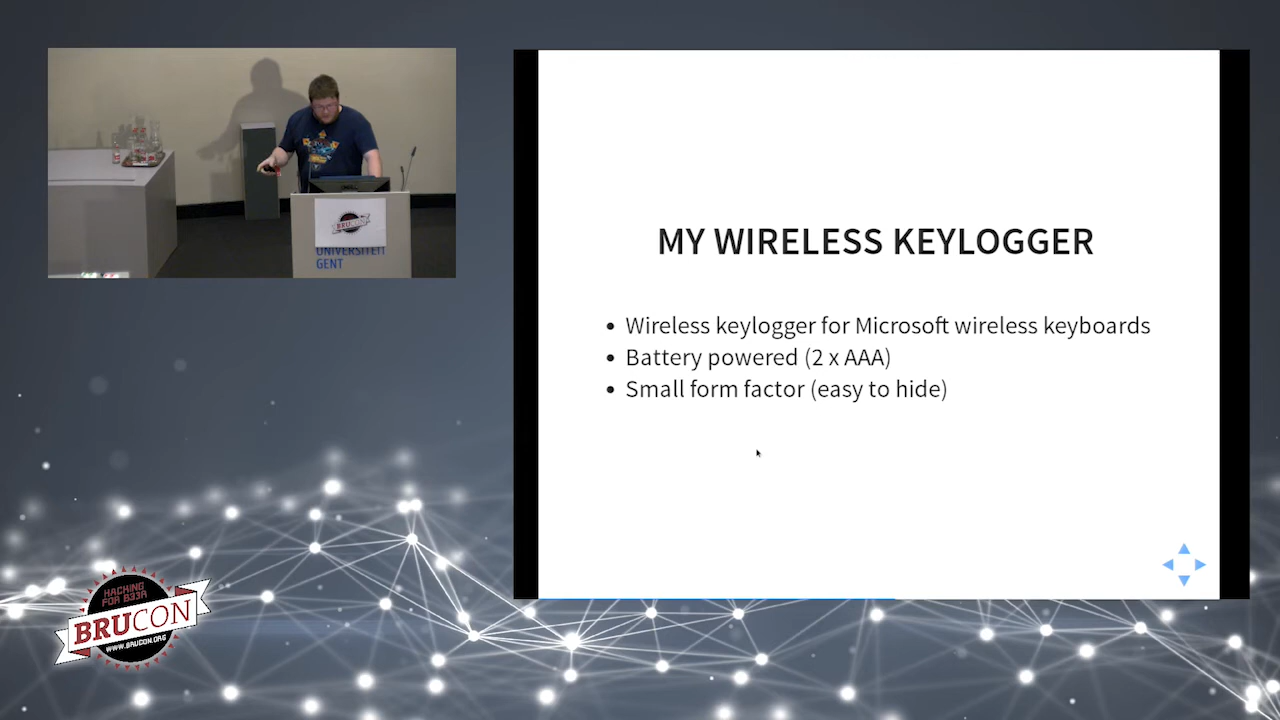 MY WIRELESS KEYLOGGER
Wireless keylogger for Microsoft wireless keyboards
Battery powered (2 x AAA)
Small form factor (easy to hide)
BRUCON
UNIVERSITEIT
GENT
HACKING
FOR B33R
BRUCON
WWW.BRUCON.ORG